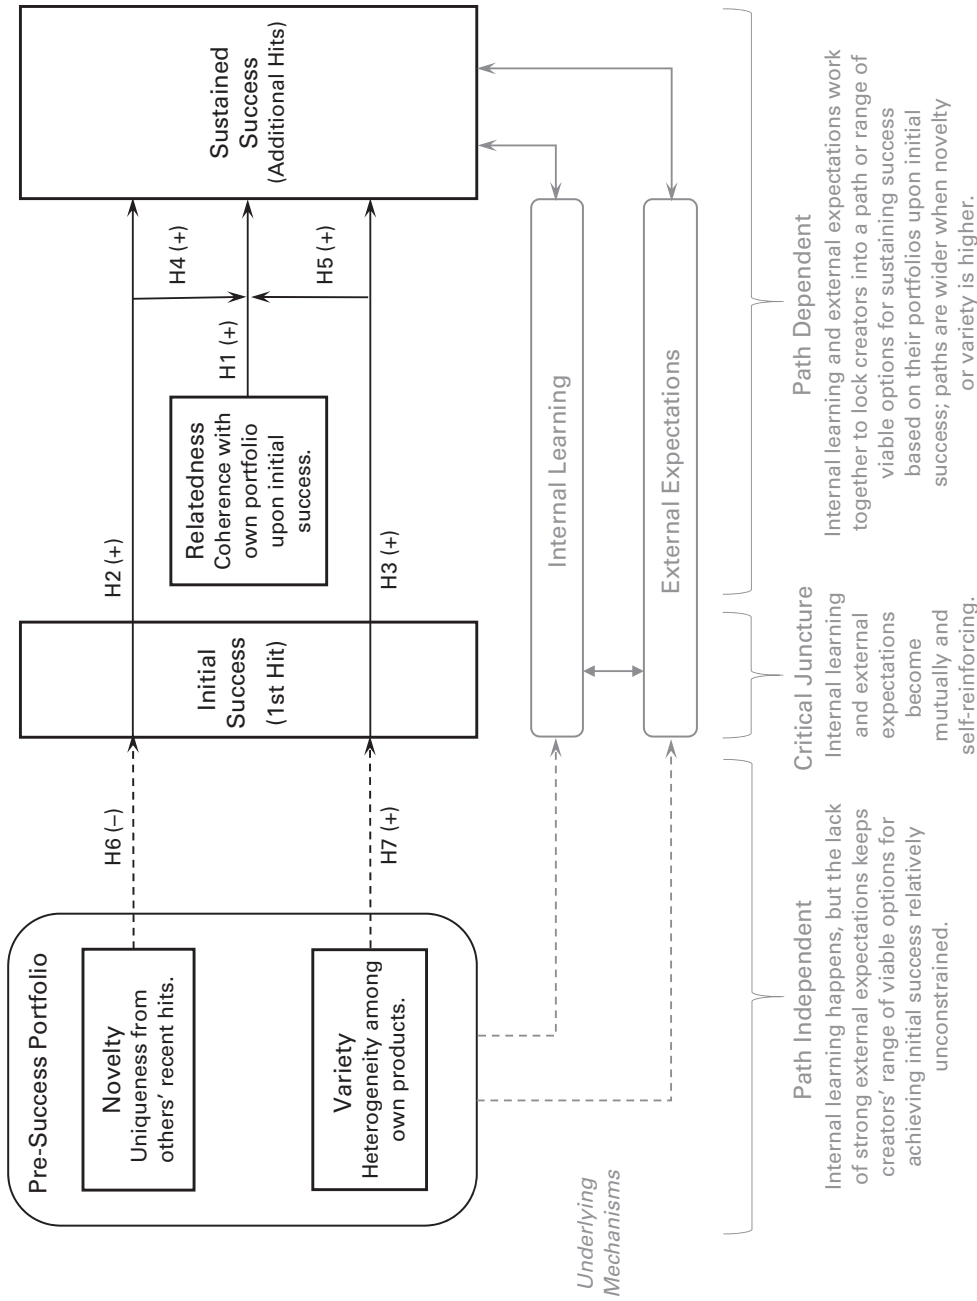 Pre-Success Portfolio
Novelty
Uniqueness from
others’ recent hits.
Variety
Heterogeneity among
own products.
H6 (–)
H7 (+)
Initial
Success
(1st Hit)
H2 (+)
H3 (+)
Relatedness
Coherence with
own portfolio
upon initial
success.
H1 (+)
H4 (+)
H5 (+)
Sustained
Success
(Additional Hits)
Underlying
Mechanisms
Internal Learning
External Expectations
Path Independent
Internal learning happens, but the lack
of strong external expectations keeps
creators’ range of viable options for
achieving initial success relatively
unconstrained.
Critical Juncture
Internal learning
and external
expectations
become
mutually and
self-reinforcing.
Path Dependent
Internal learning and external expectations work
together to lock creators into a path or range of
viable options for sustaining success
based on their portfolios upon initial
success; paths are wider when novelty
or variety is higher.